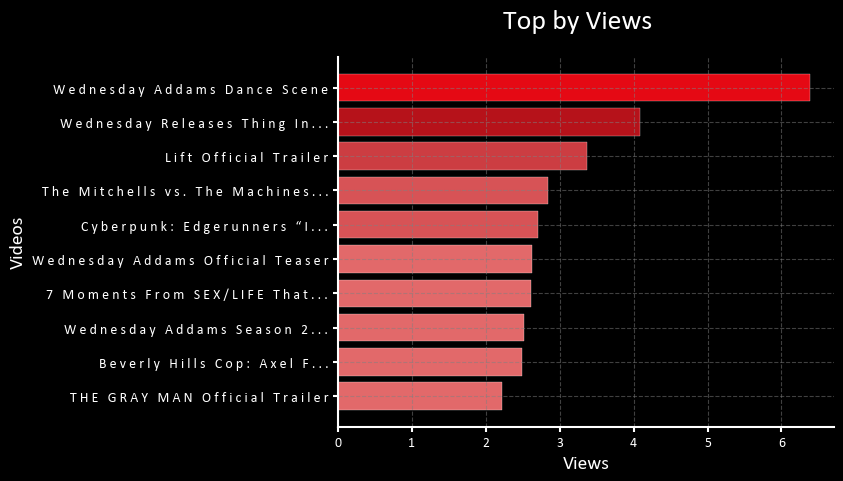 Top by Views
Videos
Wednesday Addams Dance Scene
Wednesday Releases Thing In...
Lift Official Trailer
The Mitchells vs. The Machines...
Cyberpunk: Edgerunners “I...
Wednesday Addams Official Teaser
7 Moments From SEX/LIFE That...
Wednesday Addams Season 2...
Beverly Hills Cop: Axel F...
THE GRAY MAN Official Trailer
0 1 2 3 4 5 6
Views